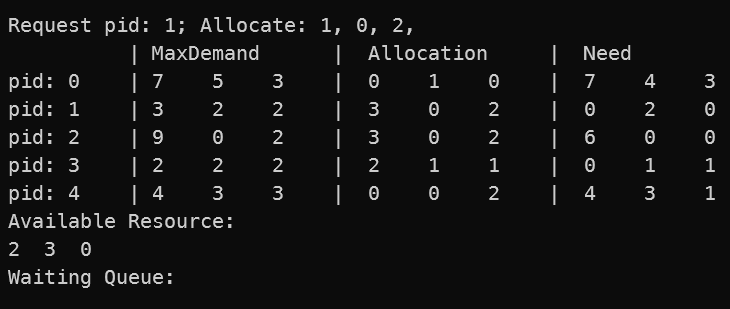 Request pid: 1; Allocate: 1, 0, 2,
| MaxDemand | Allocation | Need
pid: 0 | 7 5 3 | 0 1 0 | 7 4 3
pid: 1 | 3 2 2 | 3 0 2 | 0 2 0
pid: 2 | 9 0 2 | 3 0 2 | 6 0 0
pid: 3 | 2 2 2 | 2 1 1 | 0 1 1
pid: 4 | 4 3 3 | 0 0 2 | 4 3 1
Available Resource:
2 3 0
Waiting Queue: